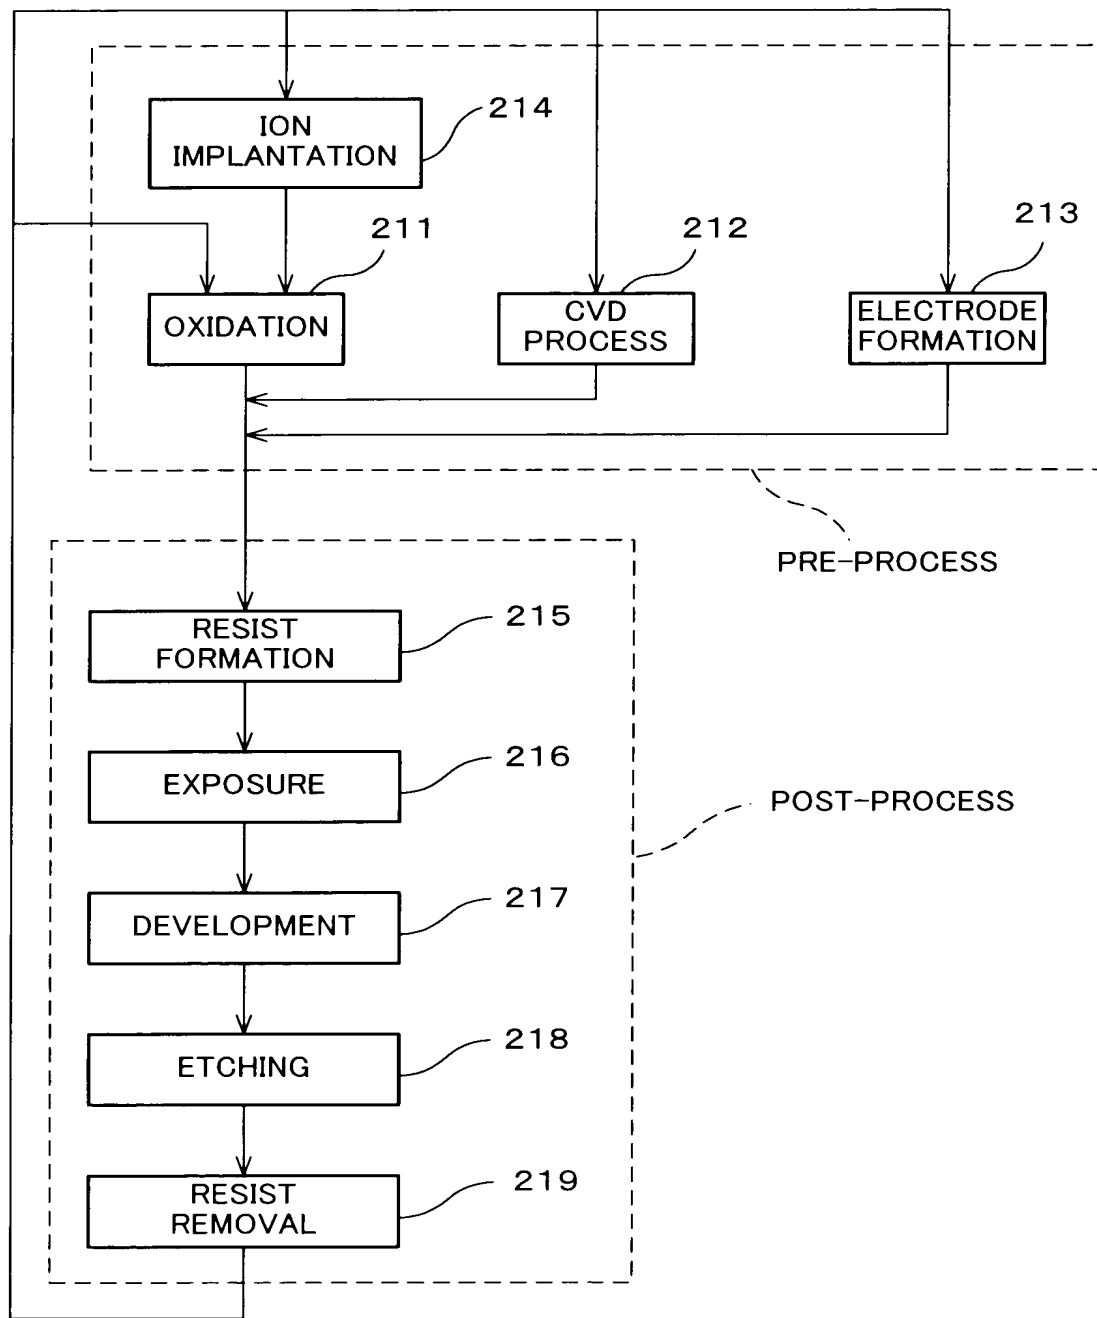 ION
IMPLANTATION
214
211
212
213
OXIDATION
CVD
PROCESS
ELECTRODE
FORMATION
PRE-PROCESS
RESIST
FORMATION
215
EXPOSURE
216
POST-PROCESS
DEVELOPMENT
217
ETCHING
218
RESIST
REMOVAL
219